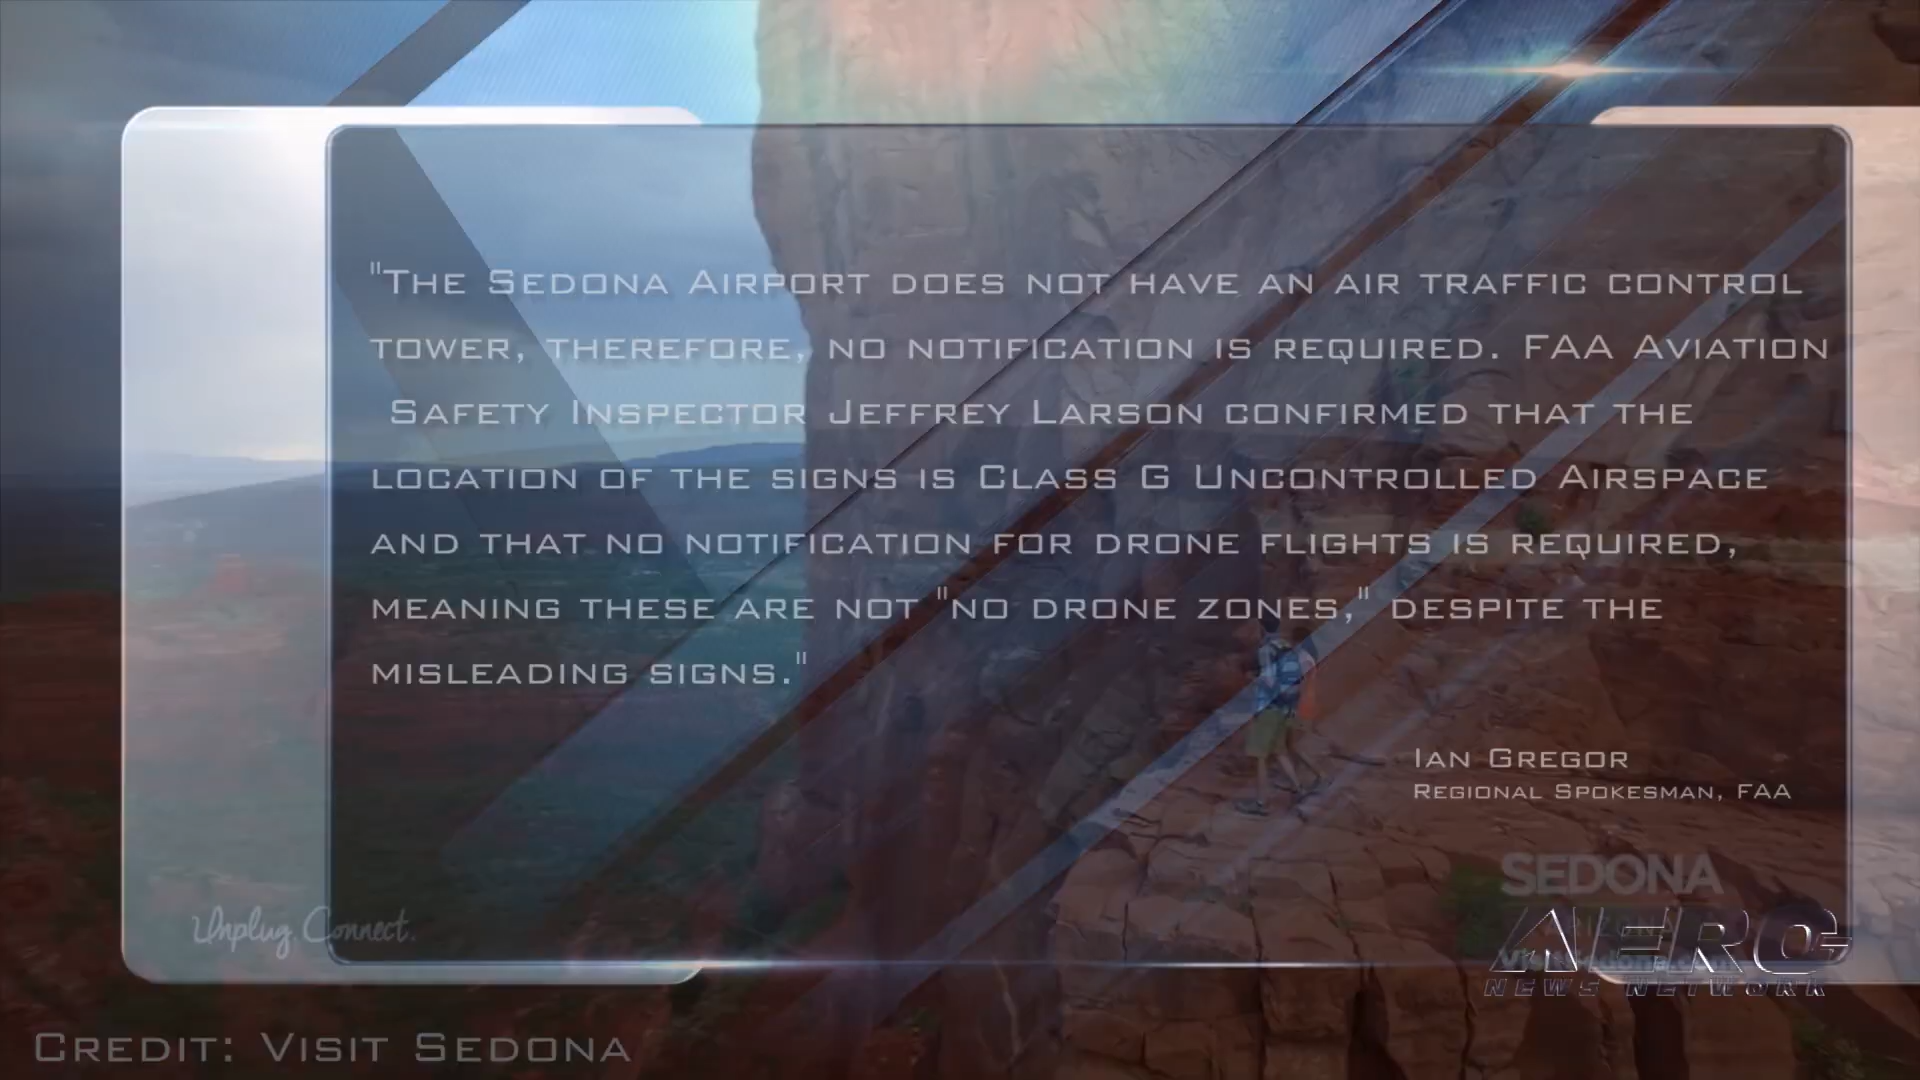 "The Sedona Airport does not have an air traffic control
tower, therefore, no notification is required. FAA Aviation
Safety Inspector Jeffrey Larson confirmed that the
location of the signs is Class G Uncontrolled Airspace
and that no notification for drone flights is required,
meaning these are not "no drone zones," despite the
misleading signs."
Ian Gregor
Regional Spokesman, FAA
SEDONA
ARIZONA
VisitSedona.com
AERO
NEWS NETWORK
Unplug. Connect.
Credit: Visit Sedona